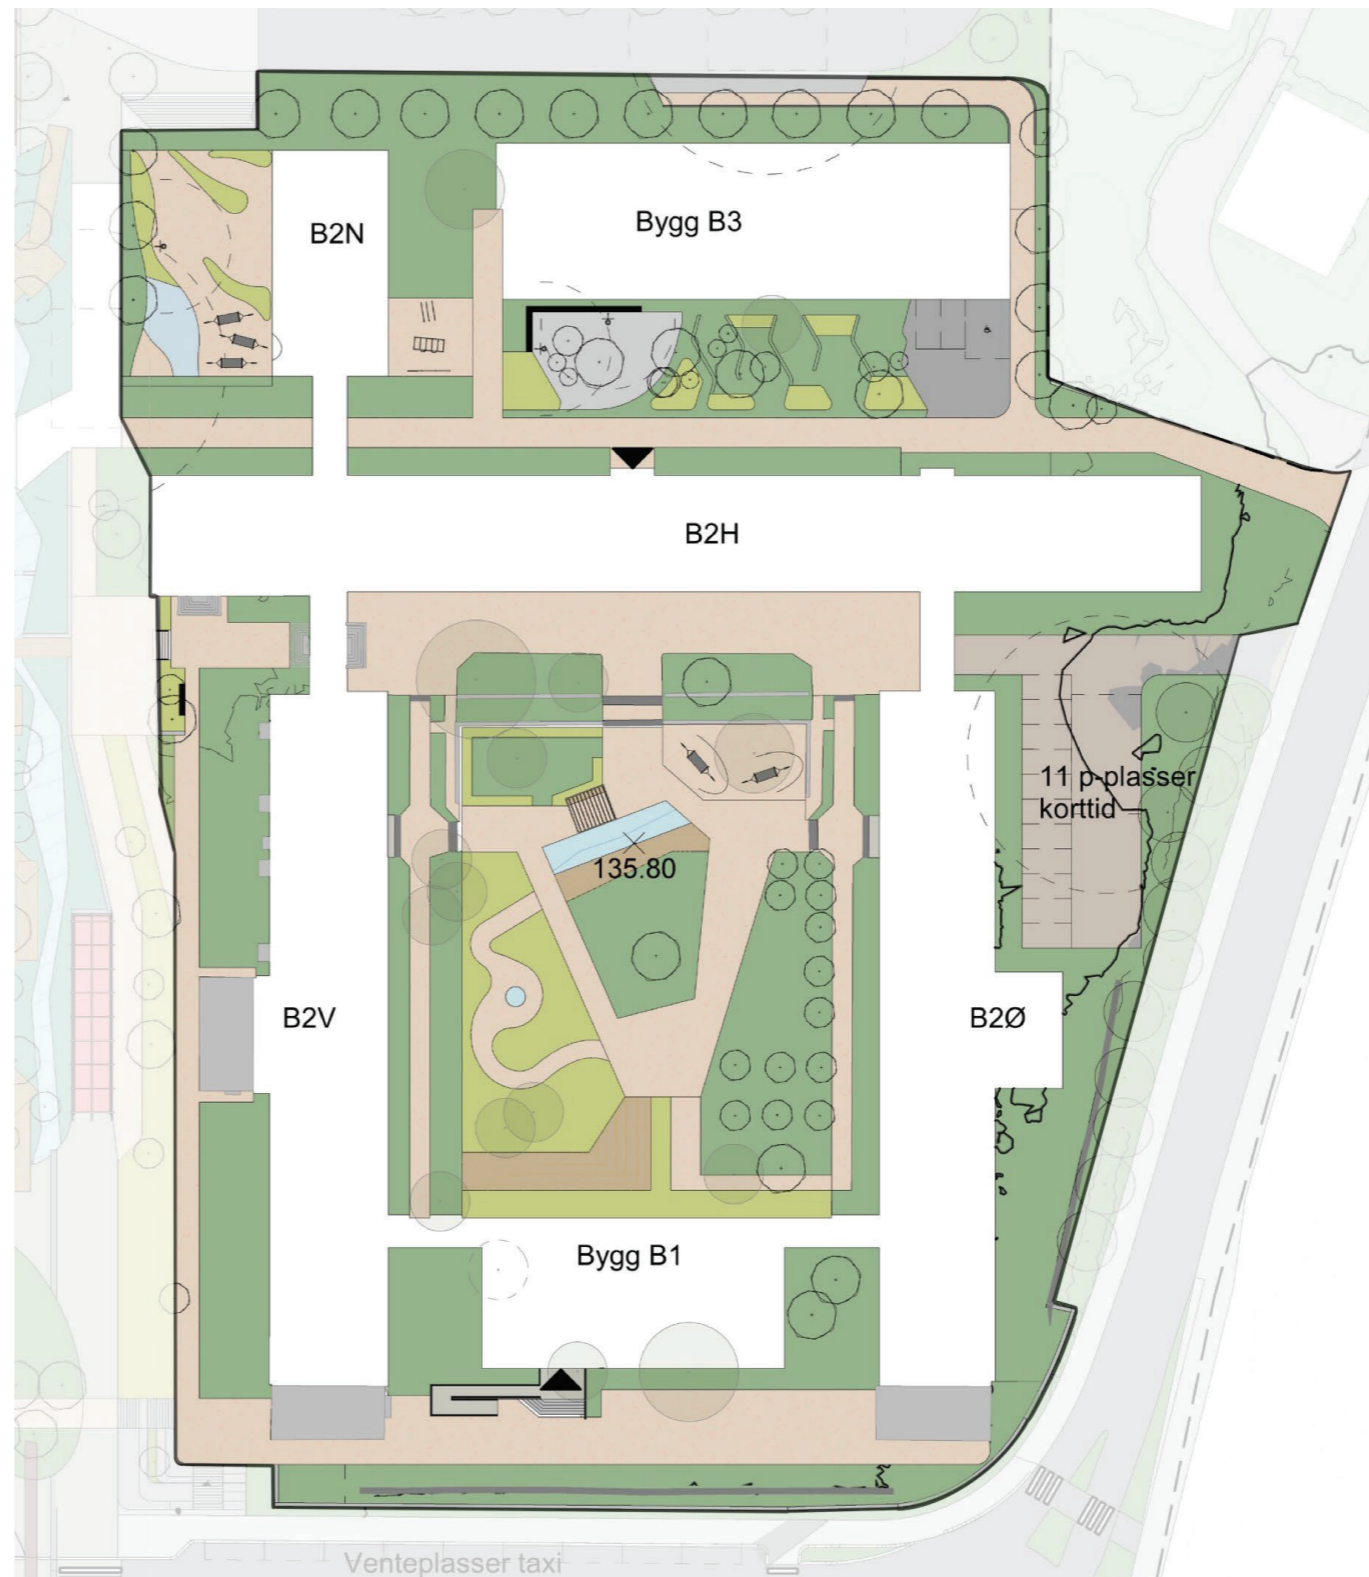 B2N
Bygg B3
B2H
11 p-plasser
korttid
135.80
B2V
B2Ø
Bygg B1
Venteplasser taxi